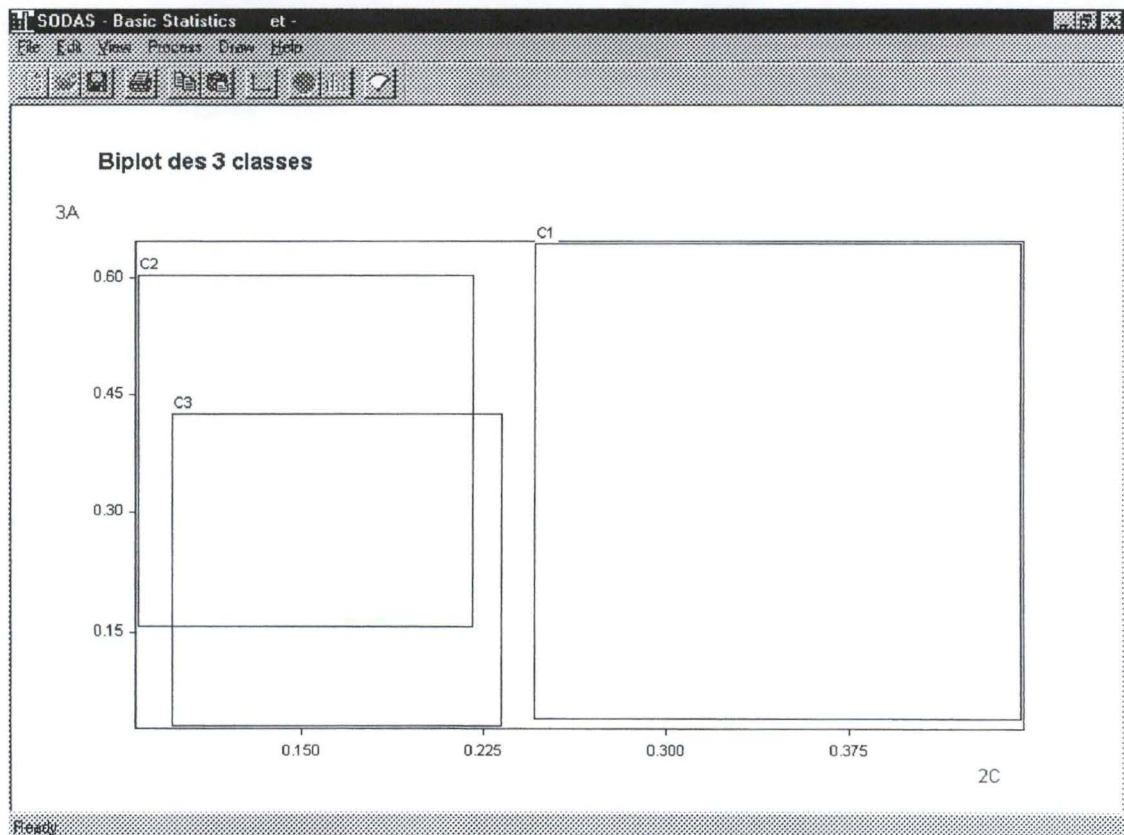 SODAS - Basic Statistics et -
File Edit View Process Draw Help
Biplot des 3 classes
3A
C1
C2
0.60
0.45
C3
0.30
0.15
0.150 0.225 0.300 0.375
2C
Ready